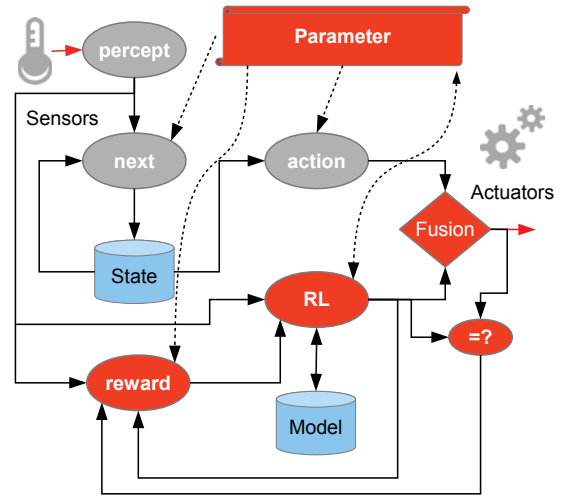 Parameter
percept
Sensors
next
action
Actuators
Fusion
State
RL
=?
reward
Model